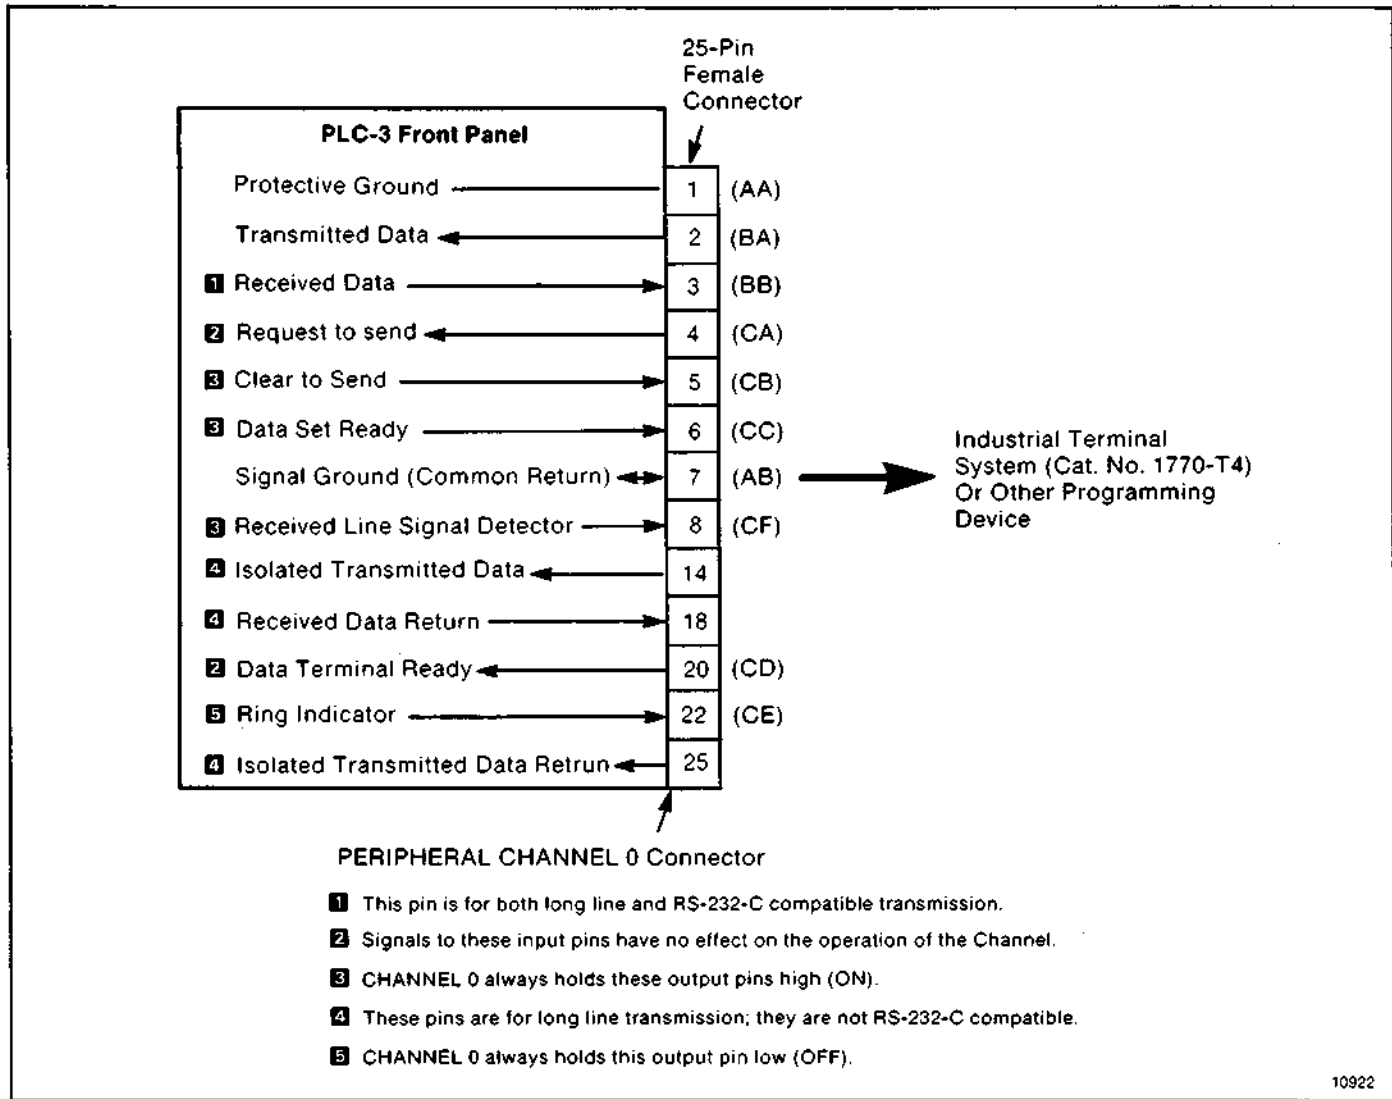 25-Pin
Female
Connector
PLC-3 Front Panel
Protective Ground 1 (AA)
Transmitted Data 2 (BA)
1 Received Data 3 (BB)
2 Request to send 4 (CA)
3 Clear to Send 5 (CB)
3 Data Set Ready 6 (CC)
Signal Ground (Common Return) 7 (AB)
3 Received Line Signal Detector 8 (CF)
4 Isolated Transmitted Data 14
4 Received Data Return 18
2 Data Terminal Ready 20 (CD)
5 Ring Indicator 22 (CE)
4 Isolated Transmitted Data Retrun 25
Industrial Terminal
System (Cat. No. 1770-T4)
Or Other Programming
Device
PERIPHERAL CHANNEL 0 Connector
1 This pin is for both long line and RS-232-C compatible transmission.
2 Signals to these input pins have no effect on the operation of the Channel.
3 CHANNEL 0 always holds these output pins high (ON).
4 These pins are for long line transmission; they are not RS-232-C compatible.
5 CHANNEL 0 always holds this output pin low (OFF).
10922